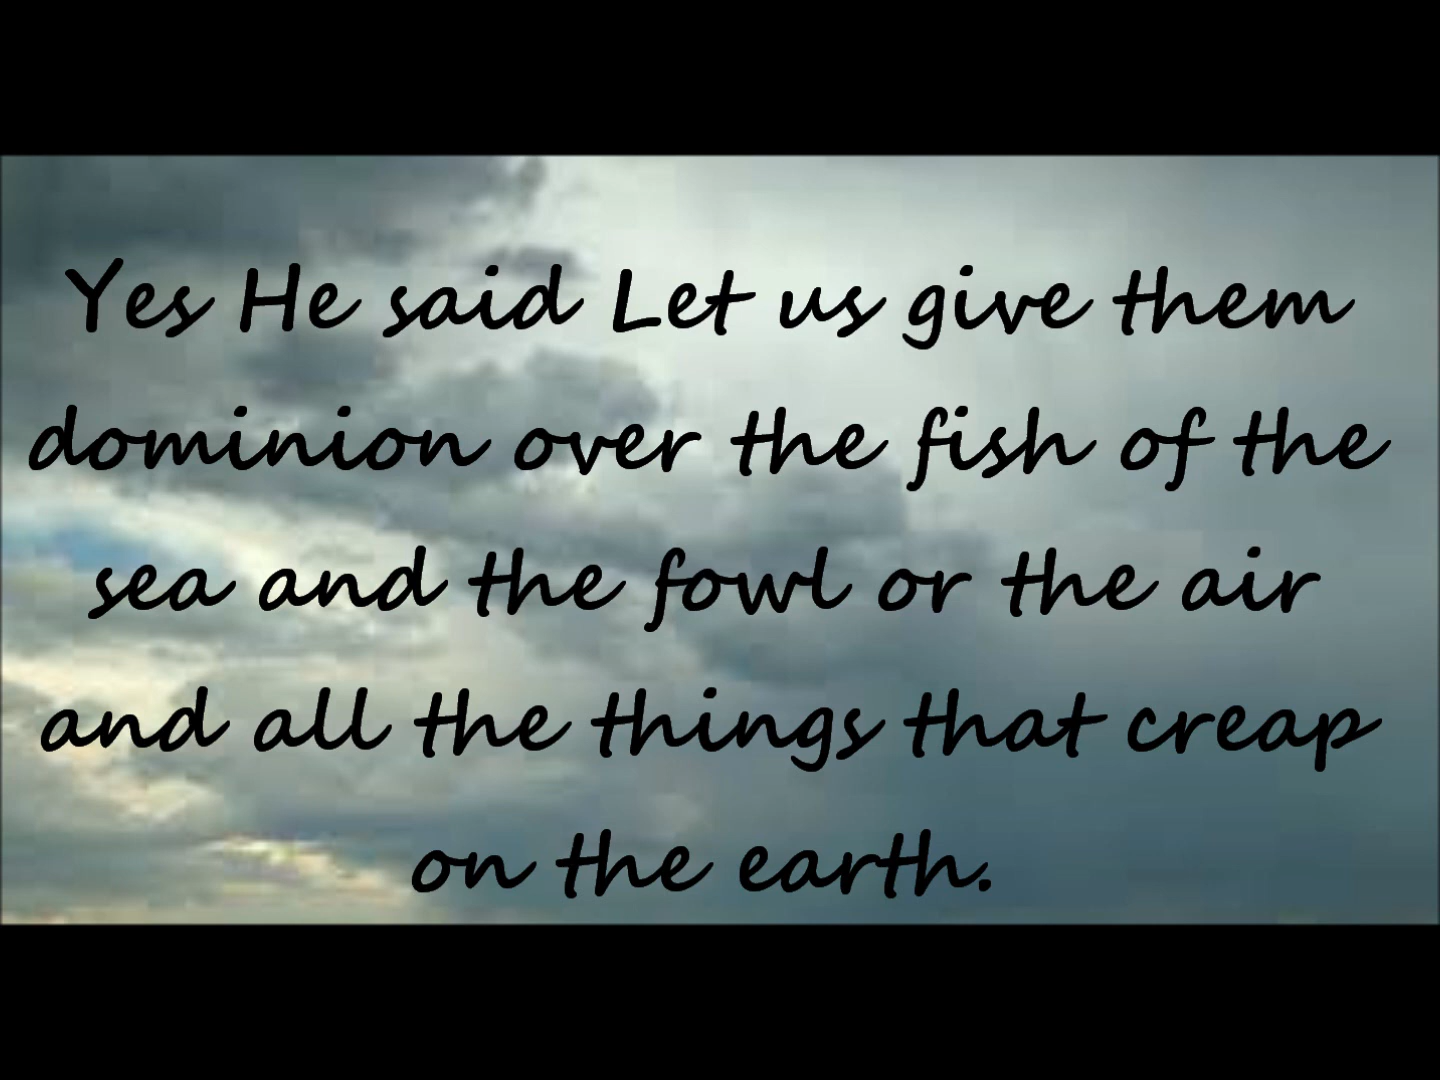 Yes He said Let us give them
dominion over the fish of the
sea and the fowl or the air
and all the things that creap
on the earth.